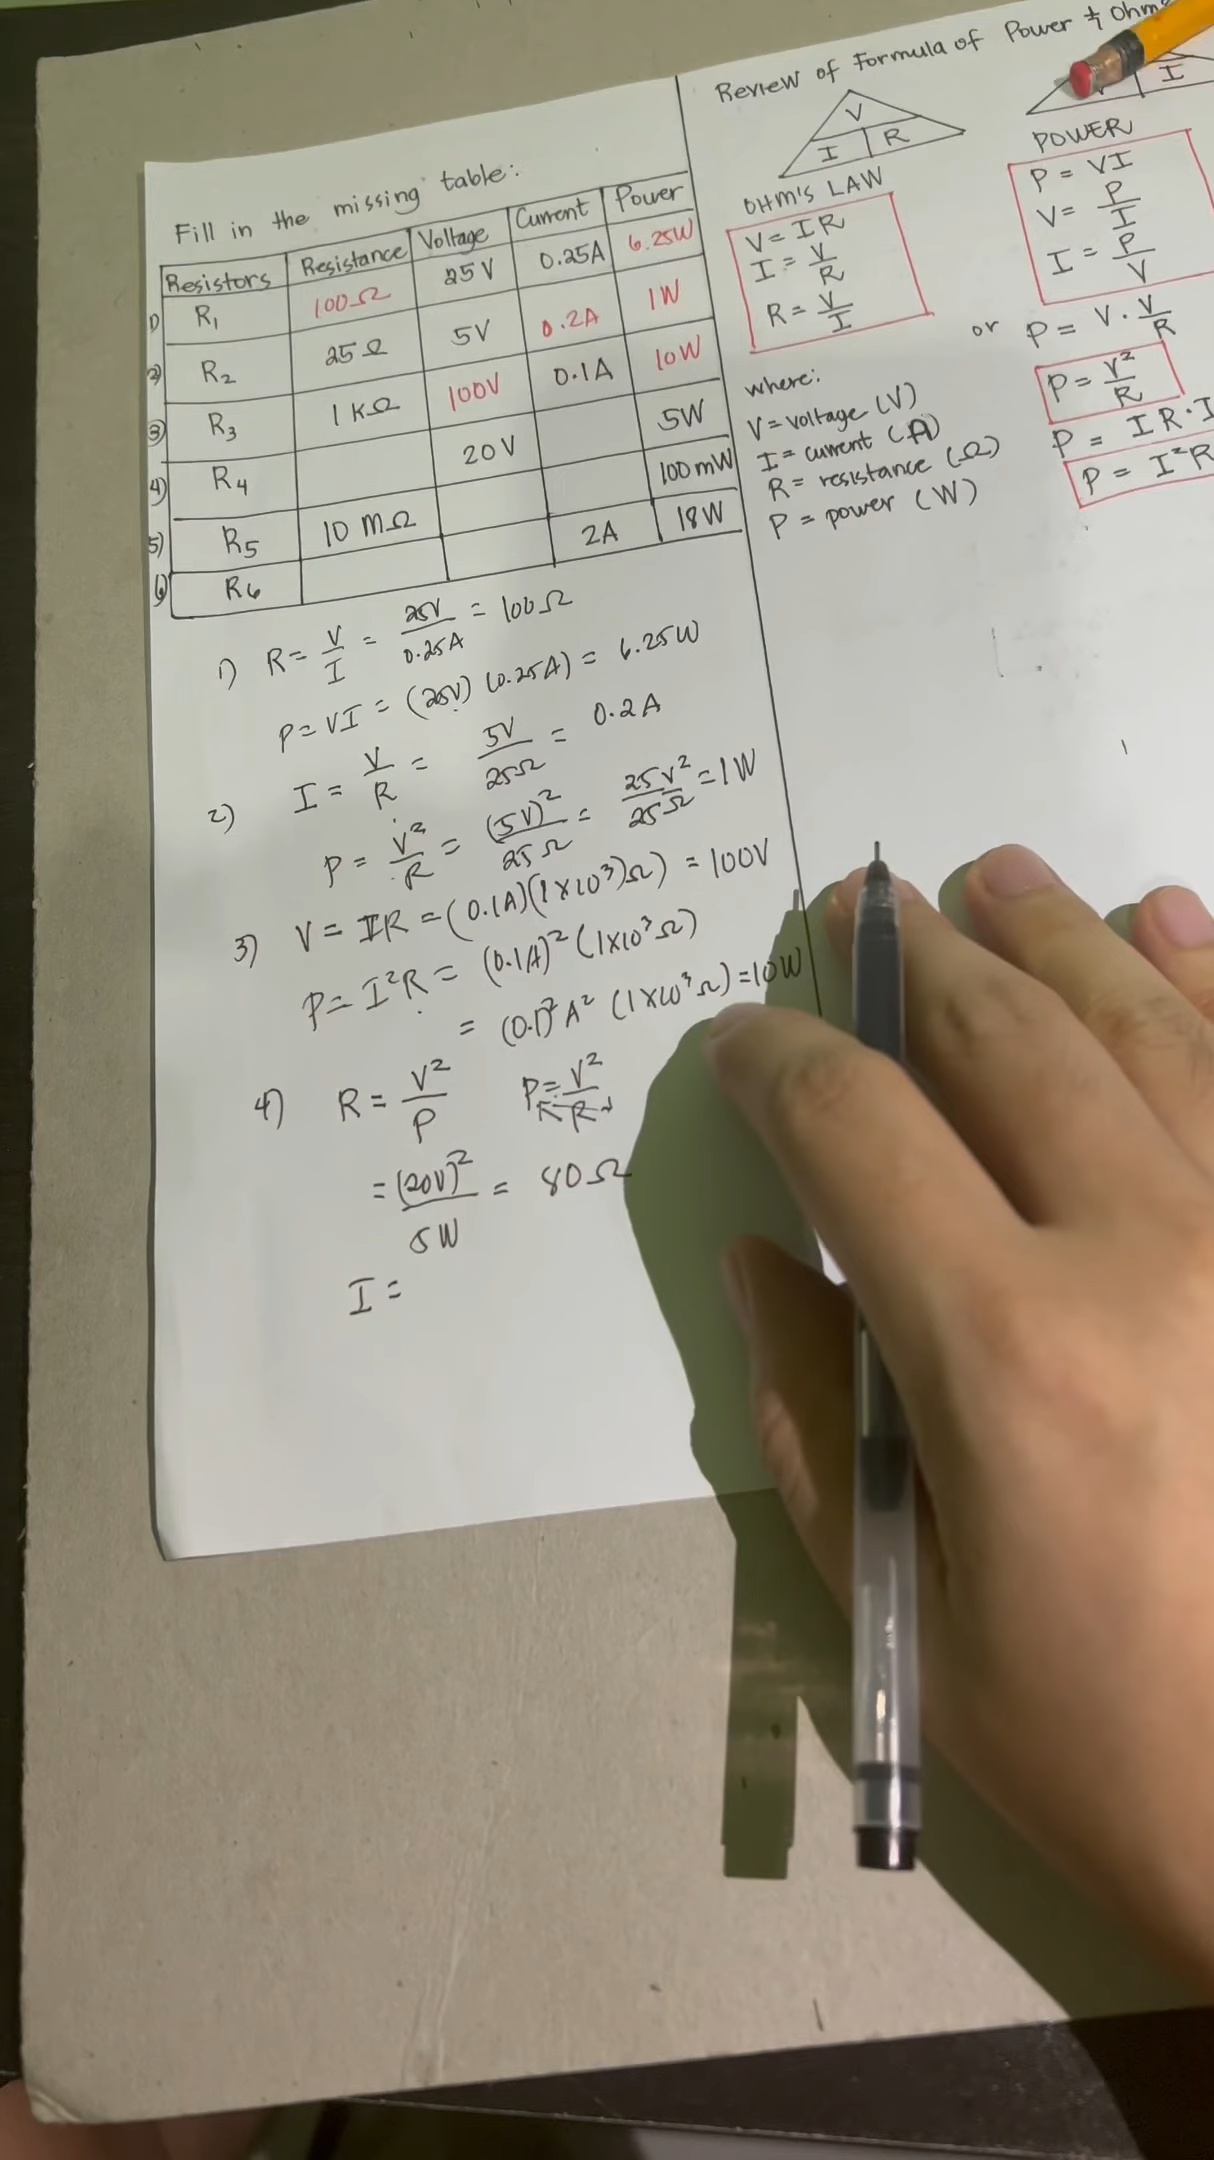 Fill in the missing table:
Resistors Resistance Voltage Current Power
1) R₁ 100Ω 25V 0.25A 6.25W
2) R₂ 25Ω 5V 0.2A 1W
3) R₃ 1KΩ 100V 0.1A 10W
4) R₄ 20V 5W
5) R₅ 10 MΩ 100mW
6) R₆ 2A 18W
1) R = V/I = 25V/0.25A = 100Ω
P = VI = (25V) (0.25A) = 6.25W
2) I = V/R = 5V/25Ω = 0.2A
P = V²/R = (5V)²/25Ω = 25V²/25Ω = 1W
3) V = IR = (0.1A)(1×10³)Ω) = 100V
P = I²R = (0.1A)² (1×10³Ω)
= (0.1)² A² (1×10³Ω) = 10W
4) R = V²/P P = V²/R
= (20V)²/5W = 80Ω
I =
Review of Formula of Power & Ohm's
V
I R
I
OHM'S LAW
V = IR
I = V/R
R = V/I
where:
V = voltage (V)
I = current (A)
R = resistance (Ω)
P = power (W)
POWER
P = VI
V = P/I
I = P/V
or P = V · V/R
P = V²/R
P = IR · I
P = I²R